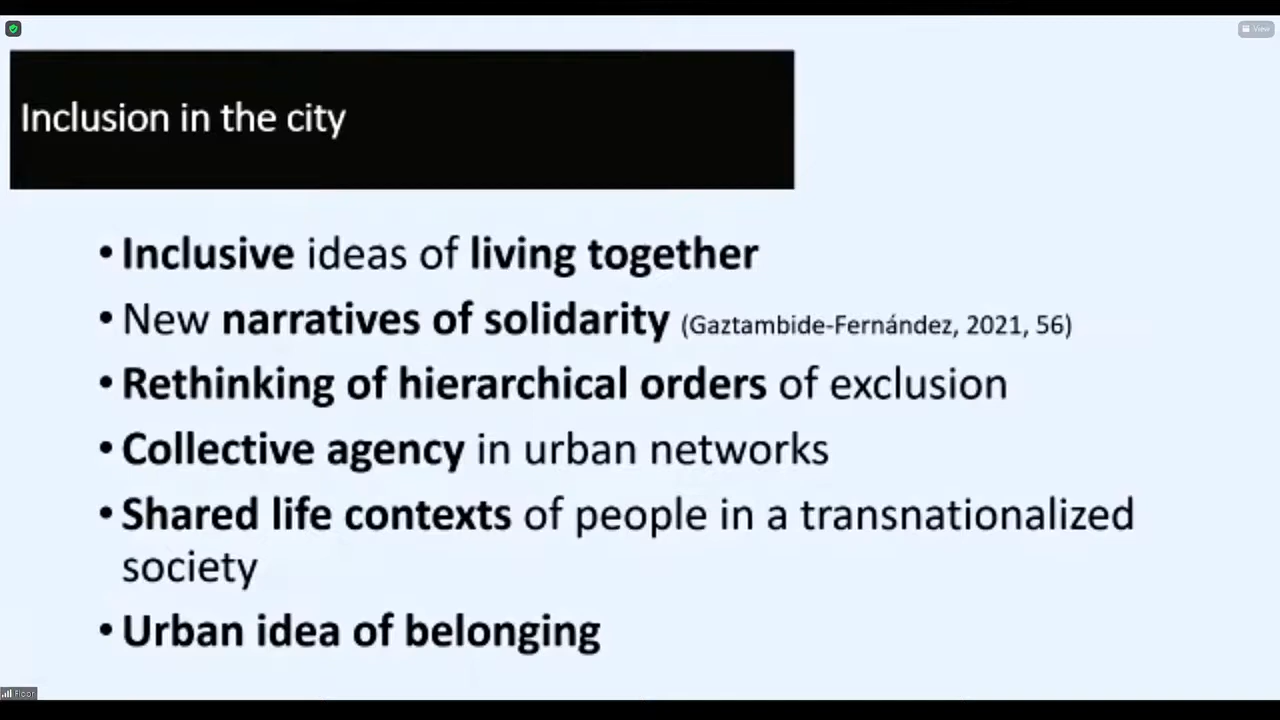 View
Inclusion in the city
• Inclusive ideas of living together
• New narratives of solidarity (Gaztambide-Fernández, 2021, 56)
• Rethinking of hierarchical orders of exclusion
• Collective agency in urban networks
• Shared life contexts of people in a transnationalized
society
• Urban idea of belonging
Floor